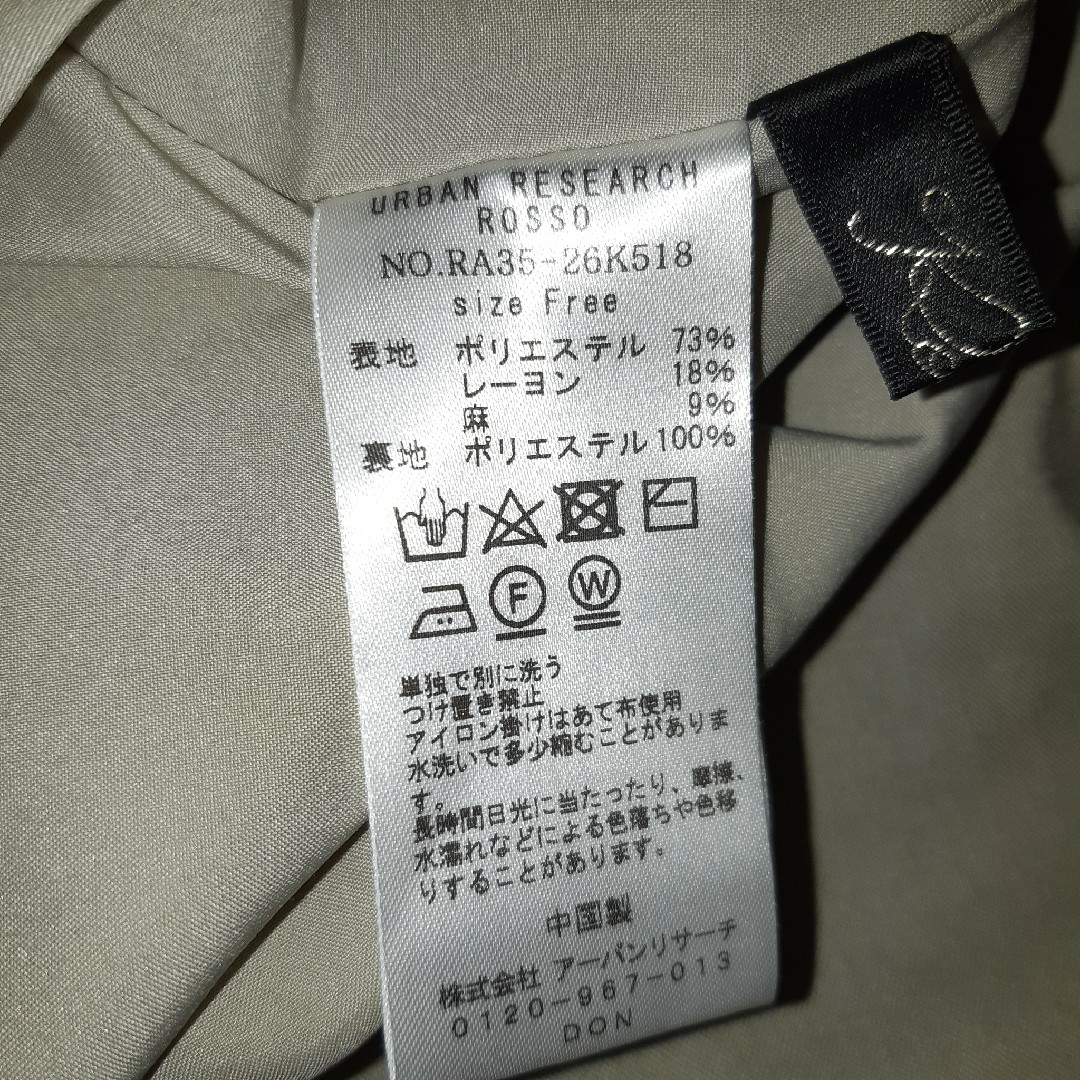 URBAN RESEARCH
ROSSO
NO.RA35-26K518
size Free
表地 ポリエステル 73%
レーヨン 18%
麻 9%
裏地 ポリエステル 100%
F W
単独で別に洗う
つけ置き禁止
アイロン掛けはあて布使用
水洗いで多少縮むことがありま
す。
長時間日光に当たったり、摩擦、
水濡れなどによる色落ちや色移
りすることがあります。
中国製
株式会社 アーバンリサーチ
0120-967-013
DON